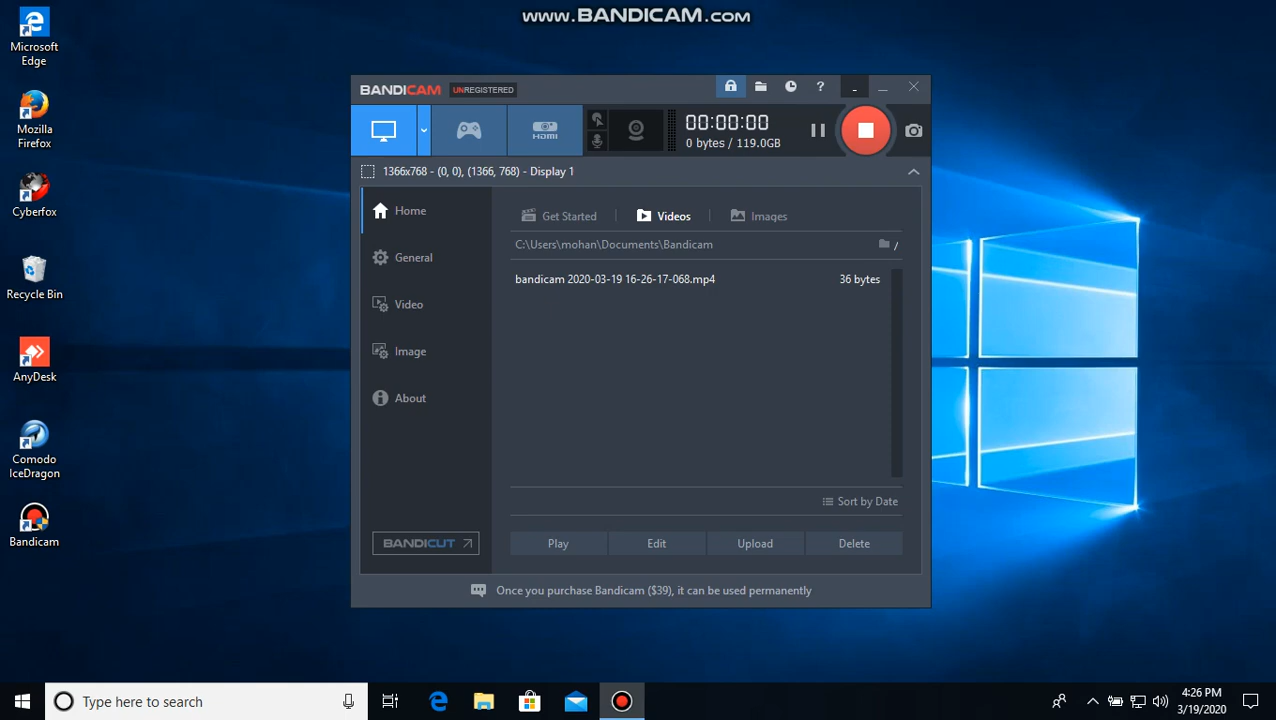 www.BANDICAM.com
Microsoft
Edge
Mozilla
Firefox
Cyberfox
Recycle Bin
AnyDesk
Comodo
IceDragon
Bandicam
BANDICAM UNREGISTERED
?
HDMI
00:00:00
0 bytes / 119.0GB
1366x768 - (0, 0), (1366, 768) - Display 1
Home
General
Video
Image
About
BANDICUT
Get Started
Videos
Images
C:\Users\mohan\Documents\Bandicam
/
bandicam 2020-03-19 16-26-17-068.mp4 36 bytes
Sort by Date
Play Edit Upload Delete
Once you purchase Bandicam ($39), it can be used permanently
Type here to search
4:26 PM
3/19/2020